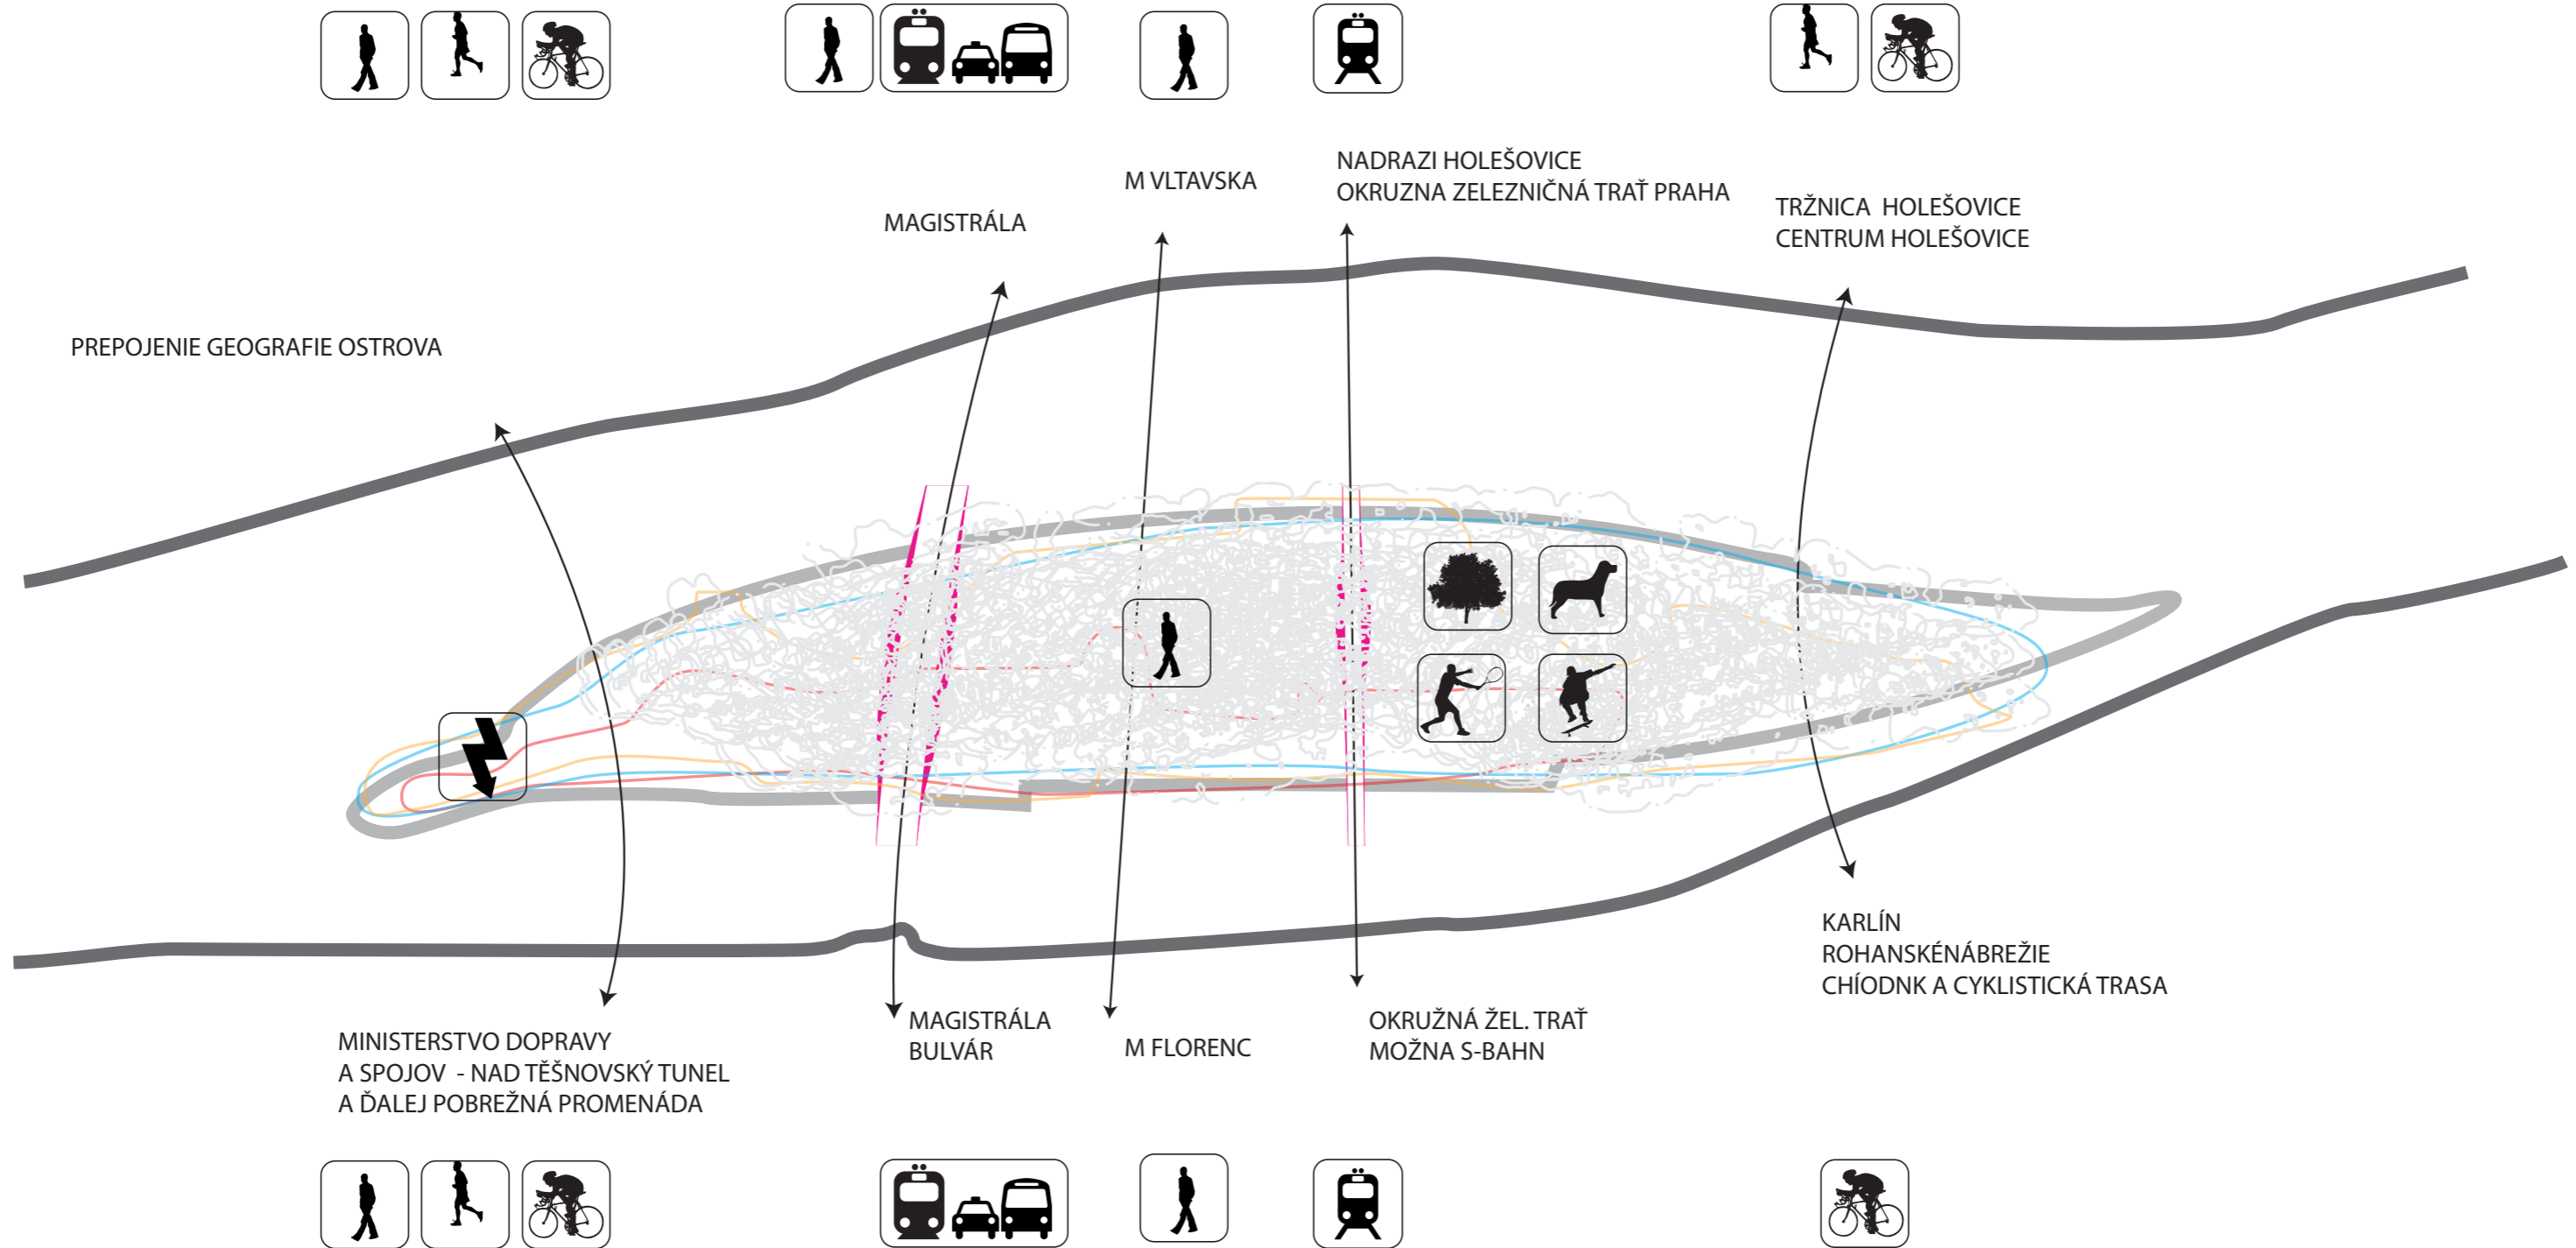 NADRAZI HOLEŠOVICE
OKRUZNA ZELEZNIČNÁ TRAŤ PRAHA
M VLTAVSKA
MAGISTRÁLA
TRŽNICA HOLEŠOVICE
CENTRUM HOLEŠOVICE
PREPOJENIE GEOGRAFIE OSTROVA
KARLÍN
ROHANSKÉNÁBREŽIE
CHÍODNK A CYKLISTICKÁ TRASA
MINISTERSTVO DOPRAVY
A SPOJOV - NAD TĚŠNOVSKÝ TUNEL
A ĎALEJ POBREŽNÁ PROMENÁDA
MAGISTRÁLA
BULVÁR
M FLORENC
OKRUŽNÁ ŽEL. TRAŤ
MOŽNA S-BAHN